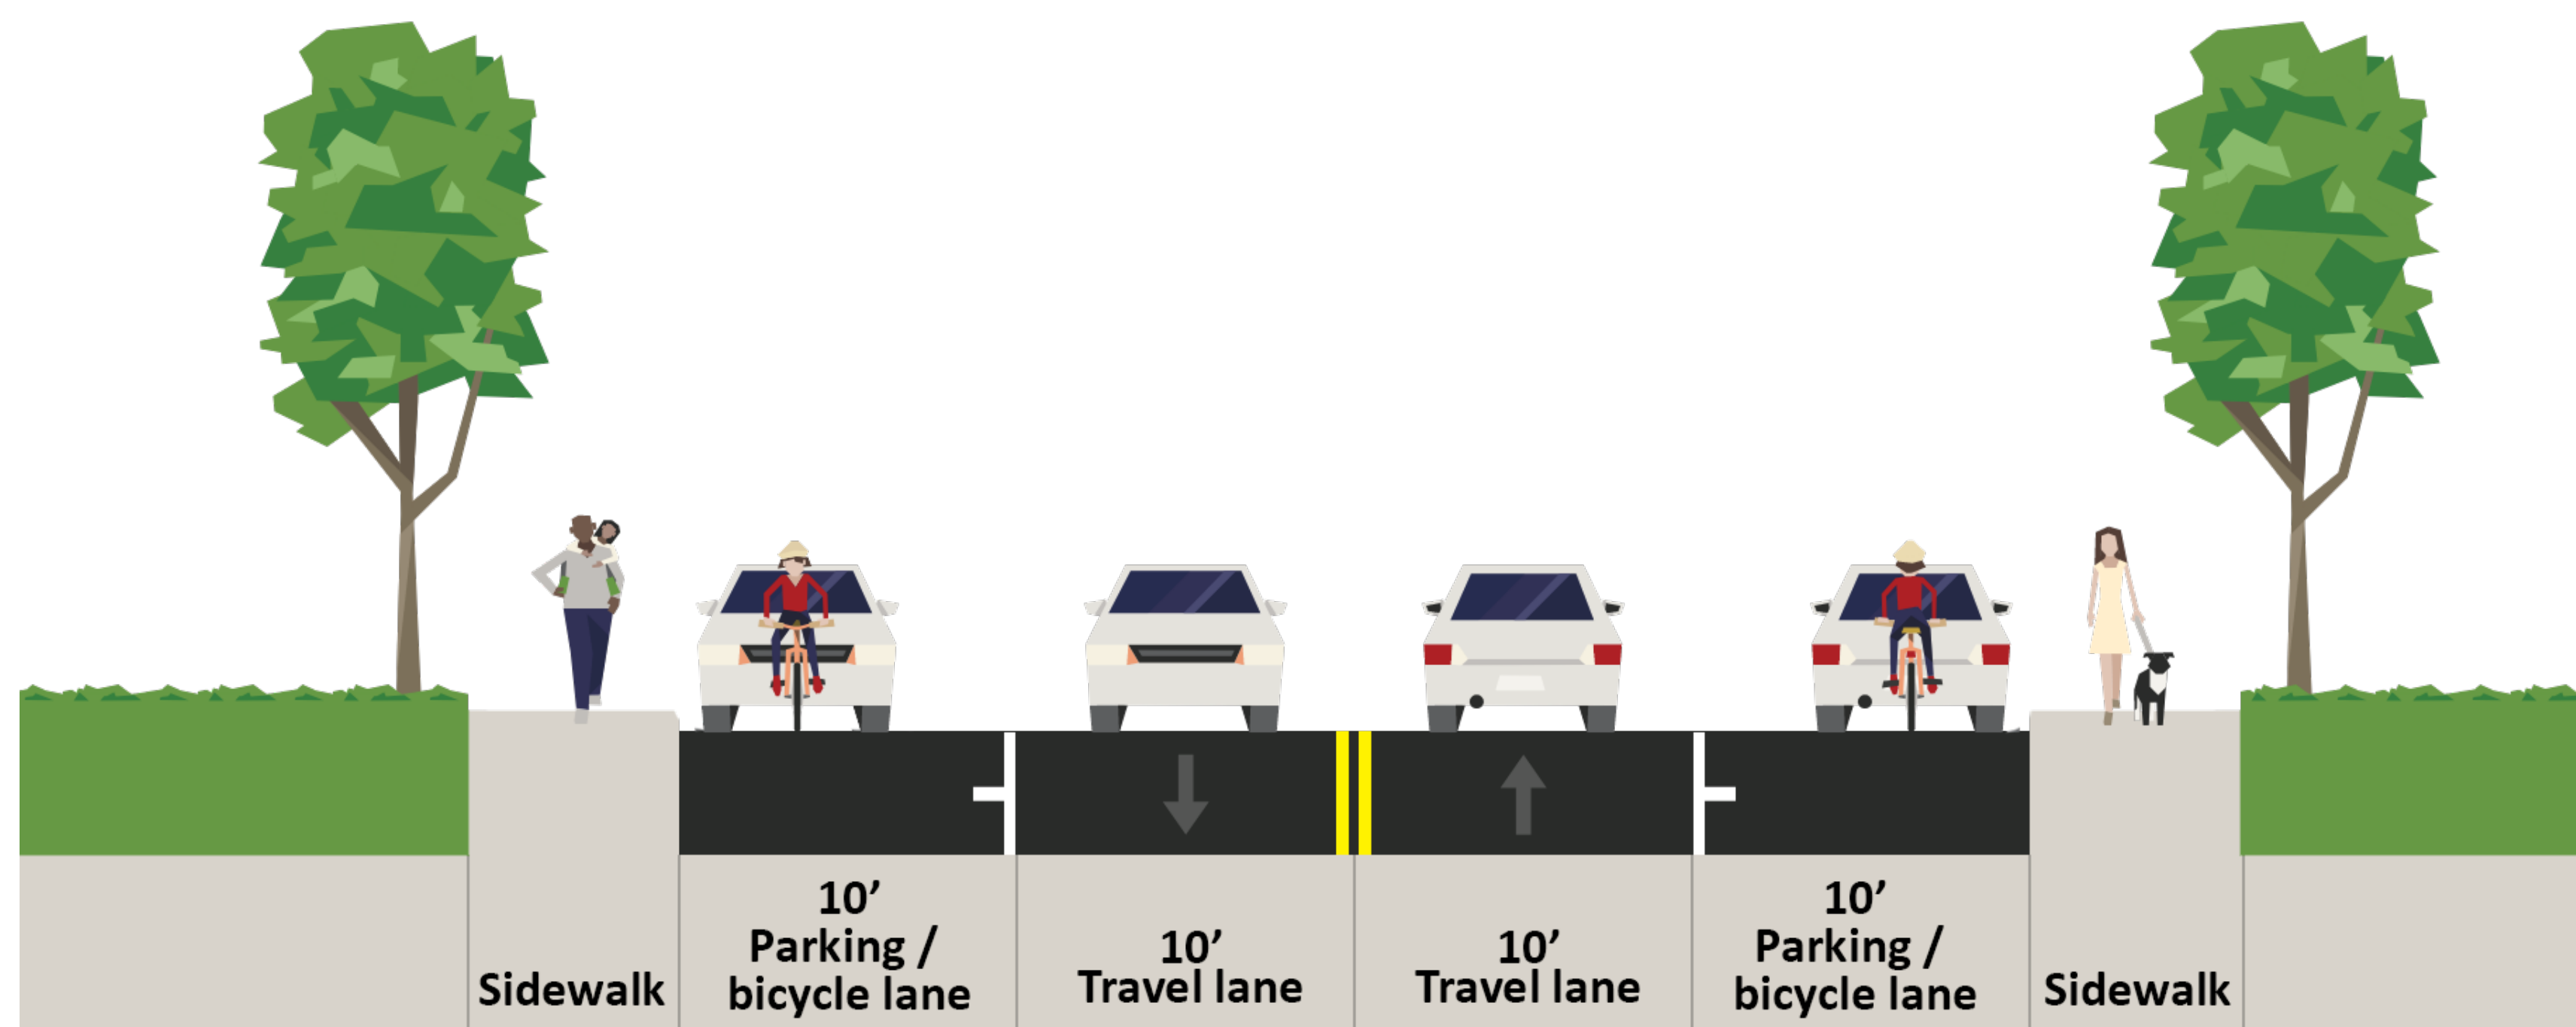 Sidewalk
10’
Parking /
bicycle lane
10’
Travel lane
10’
Travel lane
10’
Parking /
bicycle lane
Sidewalk